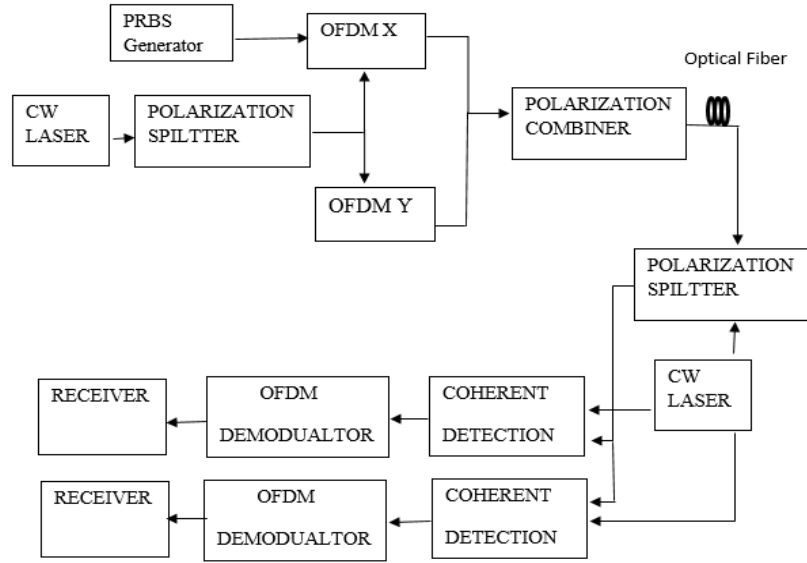 PRBS
Generator
OFDM X
Optical Fiber
CW
LASER
POLARIZATION
SPILTTER
POLARIZATION
COMBINER
OFDM Y
POLARIZATION
SPILTTER
CW
LASER
RECEIVER
OFDM
DEMODUALTOR
COHERENT
DETECTION
RECEIVER
OFDM
DEMODUALTOR
COHERENT
DETECTION